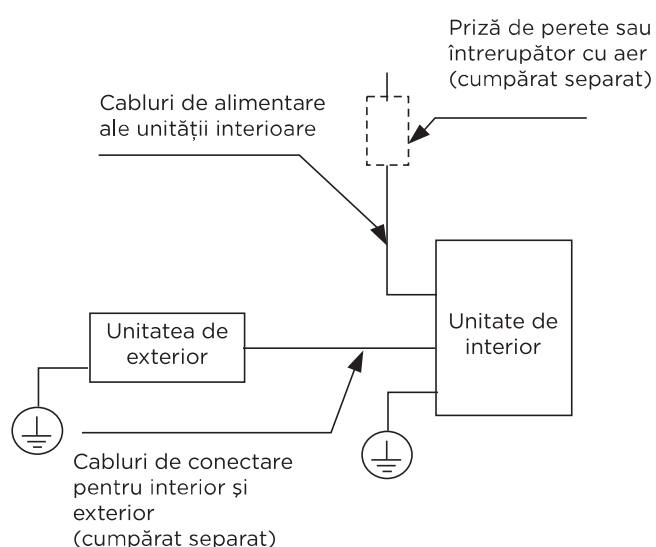 Priză de perete sau
întrerupător cu aer
(cumpărat separat)
Cabluri de alimentare
ale unității interioare
Unitatea de
exterior
Unitate de
interior
Cabluri de conectare
pentru interior și
exterior
(cumpărat separat)